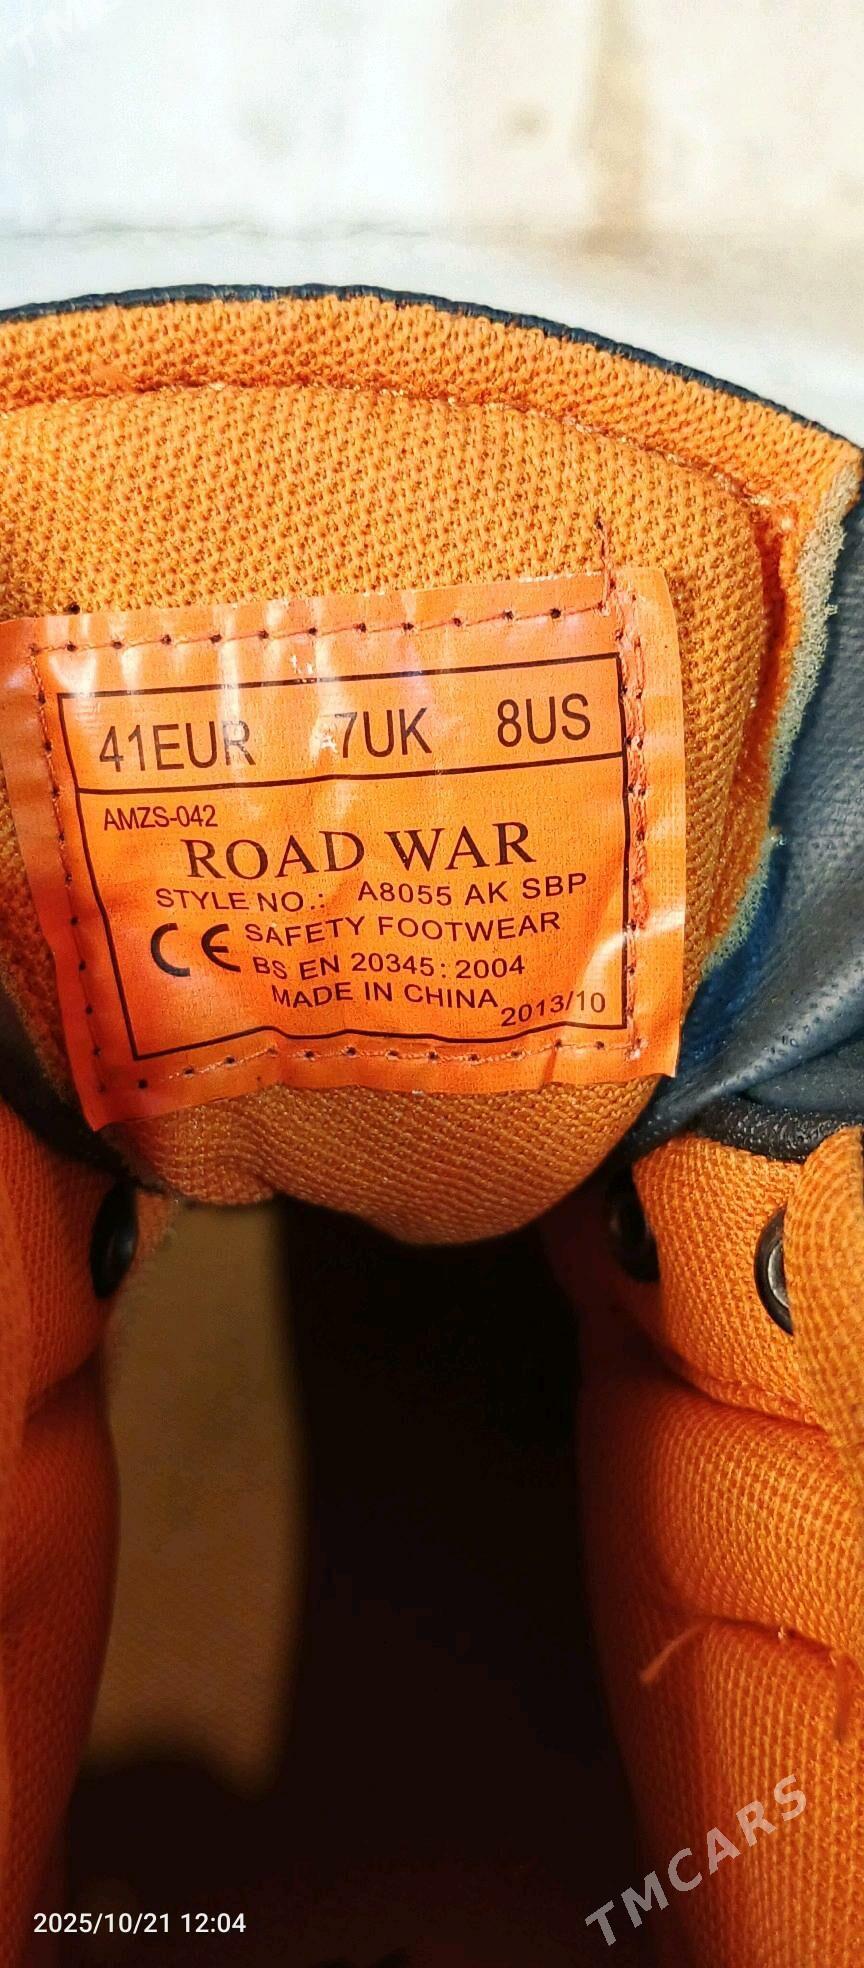 TM
41EUR 7UK 8US
AMZS-042
ROAD WAR
STYLE NO.: A8055 AK SBP
CE SAFETY FOOTWEAR
BS EN 20345: 2004
MADE IN CHINA 2013/10
TMCARS
2025/10/21 12:04